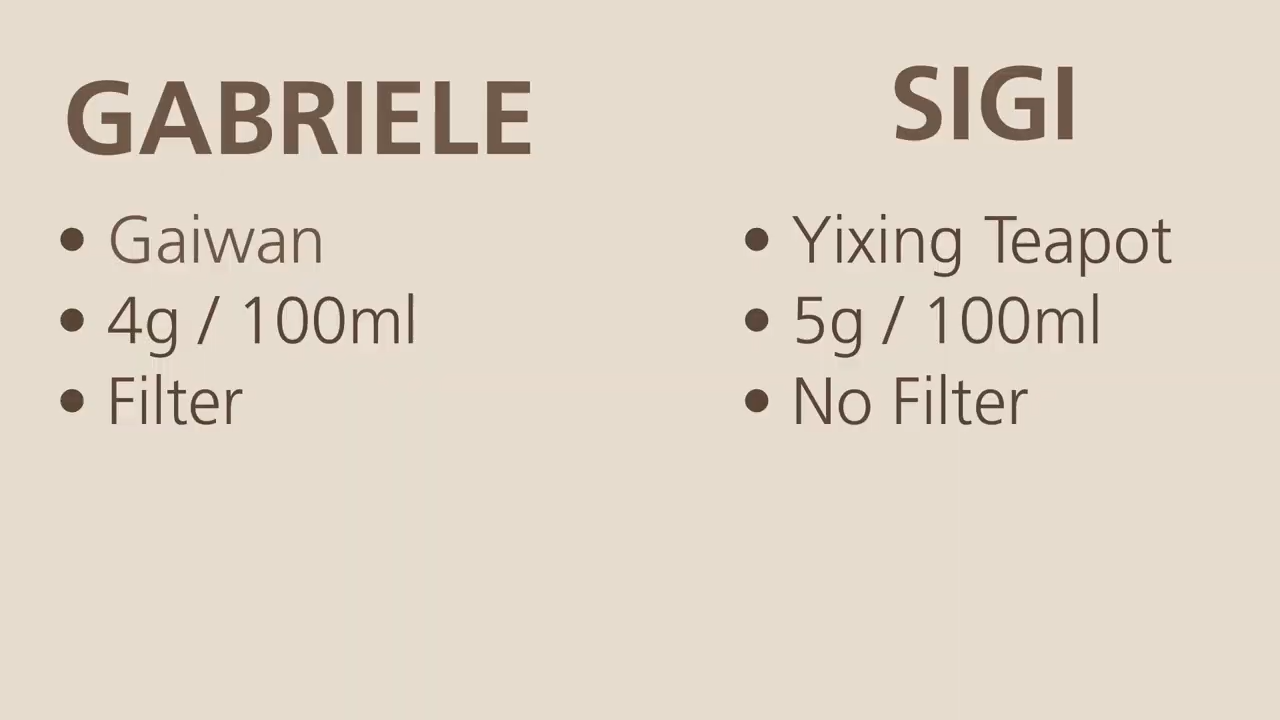 GABRIELE
• Gaiwan
• 4g / 100ml
• Filter
SIGI
• Yixing Teapot
• 5g / 100ml
• No Filter